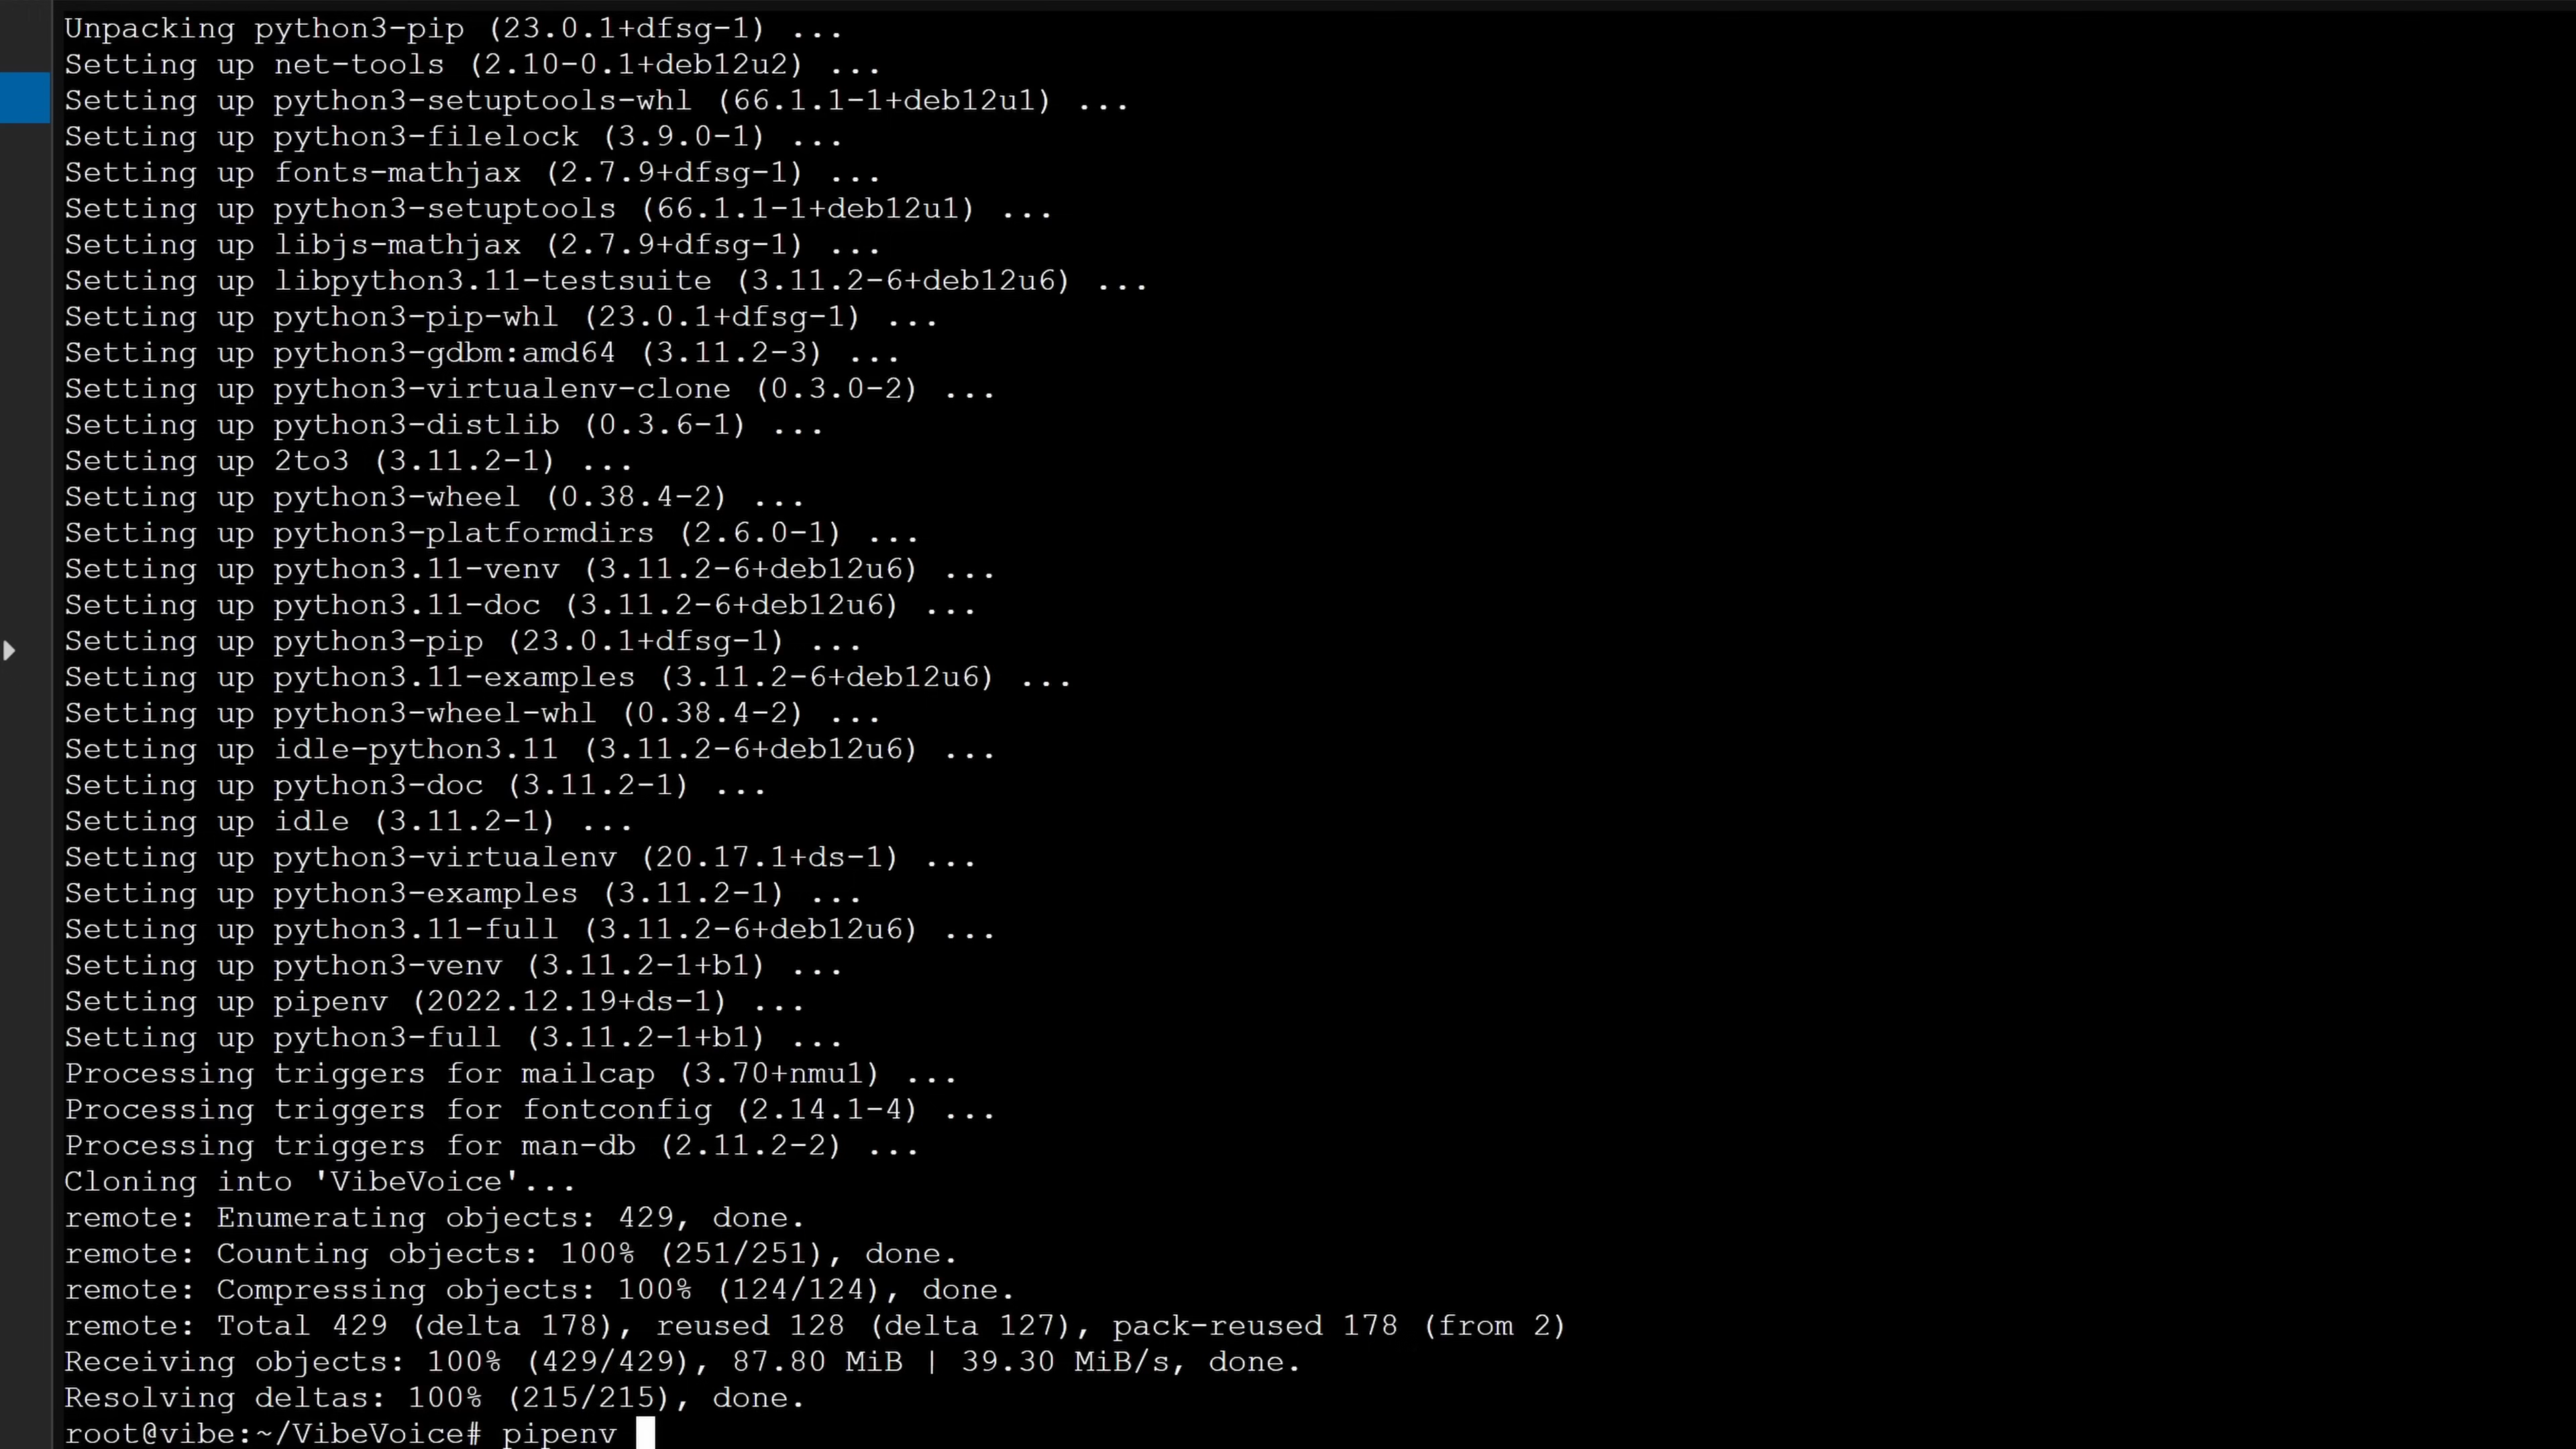 Unpacking python3-pip (23.0.1+dfsg-1) ...
Setting up net-tools (2.10-0.1+deb12u2) ...
Setting up python3-setuptools-whl (66.1.1-1+deb12u1) ...
Setting up python3-filelock (3.9.0-1) ...
Setting up fonts-mathjax (2.7.9+dfsg-1) ...
Setting up python3-setuptools (66.1.1-1+deb12u1) ...
Setting up libjs-mathjax (2.7.9+dfsg-1) ...
Setting up libpython3.11-testsuite (3.11.2-6+deb12u6) ...
Setting up python3-pip-whl (23.0.1+dfsg-1) ...
Setting up python3-gdbm:amd64 (3.11.2-3) ...
Setting up python3-virtualenv-clone (0.3.0-2) ...
Setting up python3-distlib (0.3.6-1) ...
Setting up 2to3 (3.11.2-1) ...
Setting up python3-wheel (0.38.4-2) ...
Setting up python3-platformdirs (2.6.0-1) ...
Setting up python3.11-venv (3.11.2-6+deb12u6) ...
Setting up python3.11-doc (3.11.2-6+deb12u6) ...
Setting up python3-pip (23.0.1+dfsg-1) ...
Setting up python3.11-examples (3.11.2-6+deb12u6) ...
Setting up python3-wheel-whl (0.38.4-2) ...
Setting up idle-python3.11 (3.11.2-6+deb12u6) ...
Setting up python3-doc (3.11.2-1) ...
Setting up idle (3.11.2-1) ...
Setting up python3-virtualenv (20.17.1+ds-1) ...
Setting up python3-examples (3.11.2-1) ...
Setting up python3.11-full (3.11.2-6+deb12u6) ...
Setting up python3-venv (3.11.2-1+b1) ...
Setting up pipenv (2022.12.19+ds-1) ...
Setting up python3-full (3.11.2-1+b1) ...
Processing triggers for mailcap (3.70+nmu1) ...
Processing triggers for fontconfig (2.14.1-4) ...
Processing triggers for man-db (2.11.2-2) ...
Cloning into 'VibeVoice'...
remote: Enumerating objects: 429, done.
remote: Counting objects: 100% (251/251), done.
remote: Compressing objects: 100% (124/124), done.
remote: Total 429 (delta 178), reused 128 (delta 127), pack-reused 178 (from 2)
Receiving objects: 100% (429/429), 87.80 MiB | 39.30 MiB/s, done.
Resolving deltas: 100% (215/215), done.
root@vibe:~/VibeVoice# pipenv